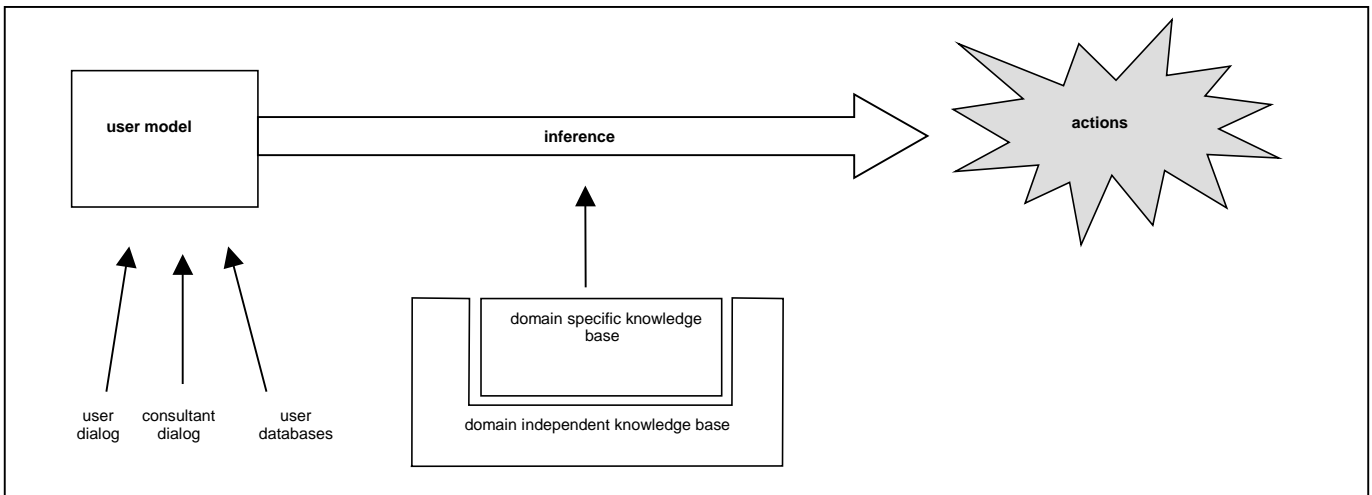 user model
inference
actions
domain specific knowledge
base
domain independent knowledge base
user
dialog
consultant
dialog
user
databases